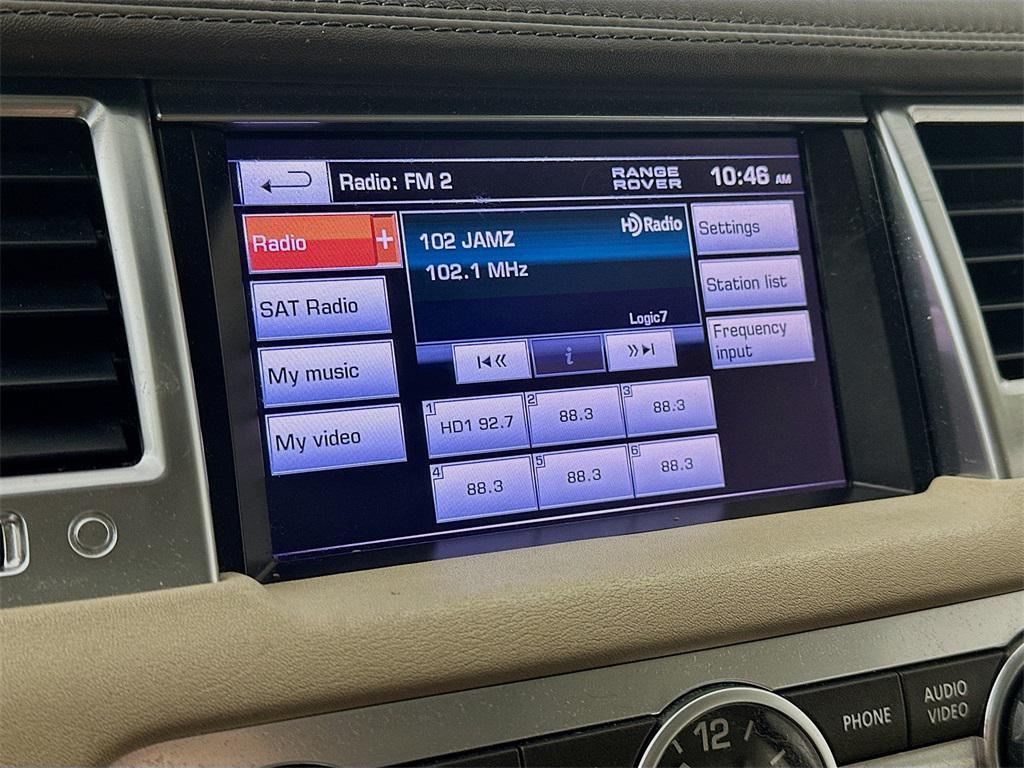 Radio: FM 2
RANGE
ROVER
10:46 AM
Radio +
102 JAMZ
HD Radio
102.1 MHz
Logic7
Settings
SAT Radio
Station list
My music
Frequency
input
i
My video
1 HD1 92.7
2 88.3
3 88.3
4 88.3
5 88.3
6 88.3
12
PHONE
AUDIO
VIDEO